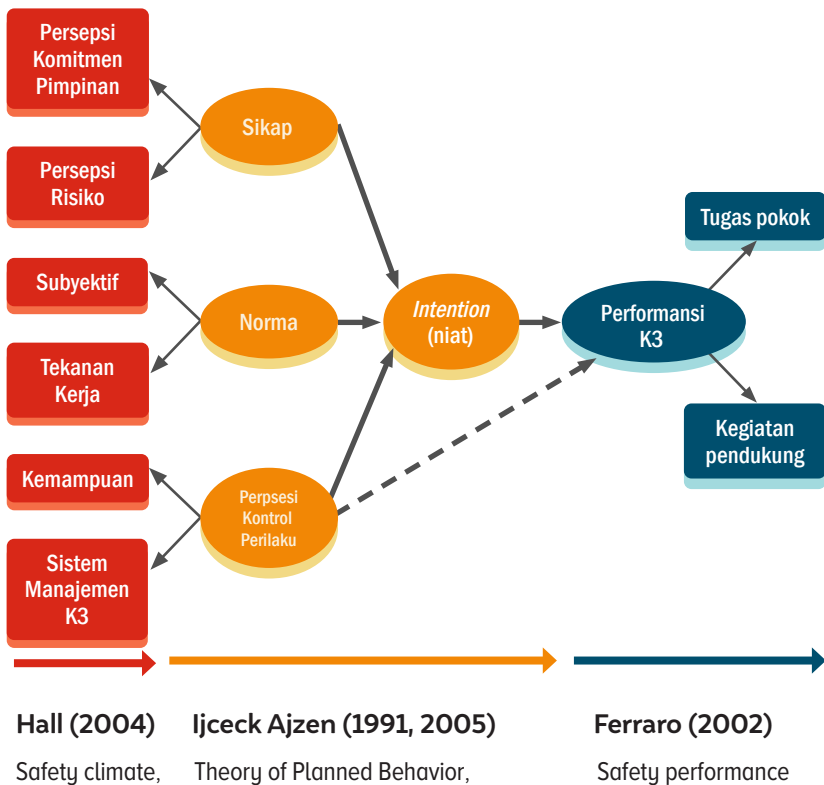 Persepsi
Komitmen
Pimpinan
Persepsi
Risiko
Subyektif
Tekanan
Kerja
Kemampuan
Sistem
Manajemen
K3
Sikap
Norma
Perpsesi
Kontrol
Perilaku
Intention
(niat)
Performansi
K3
Tugas pokok
Kegiatan
pendukung
Hall (2004)
Safety climate,
Ijceck Ajzen (1991, 2005)
Theory of Planned Behavior,
Ferraro (2002)
Safety performance